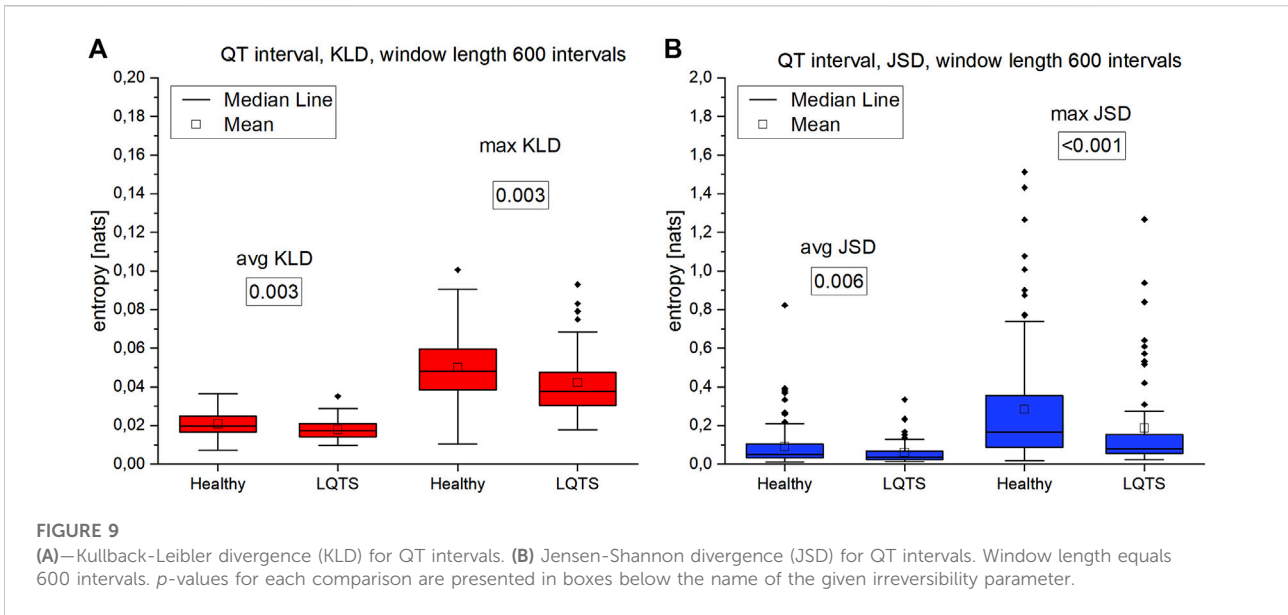 A
QT interval, KLD, window length 600 intervals
0,20
0,18
0,16
0,14
0,12
0,10
0,08
0,06
0,04
0,02
0,00
entropy [nats]
Median Line
Mean
avg KLD
0.003
max KLD
0.003
Healthy
LQTS
Healthy
LQTS
B
QT interval, JSD, window length 600 intervals
2,0
1,8
1,6
1,4
1,2
1,0
0,8
0,6
0,4
0,2
0,0
entropy [nats]
Median Line
Mean
avg JSD
0.006
max JSD
<0.001
Healthy
LQTS
Healthy
LQTS
FIGURE 9
(A)—Kullback-Leibler divergence (KLD) for QT intervals. (B) Jensen-Shannon divergence (JSD) for QT intervals. Window length equals
600 intervals. p-values for each comparison are presented in boxes below the name of the given irreversibility parameter.